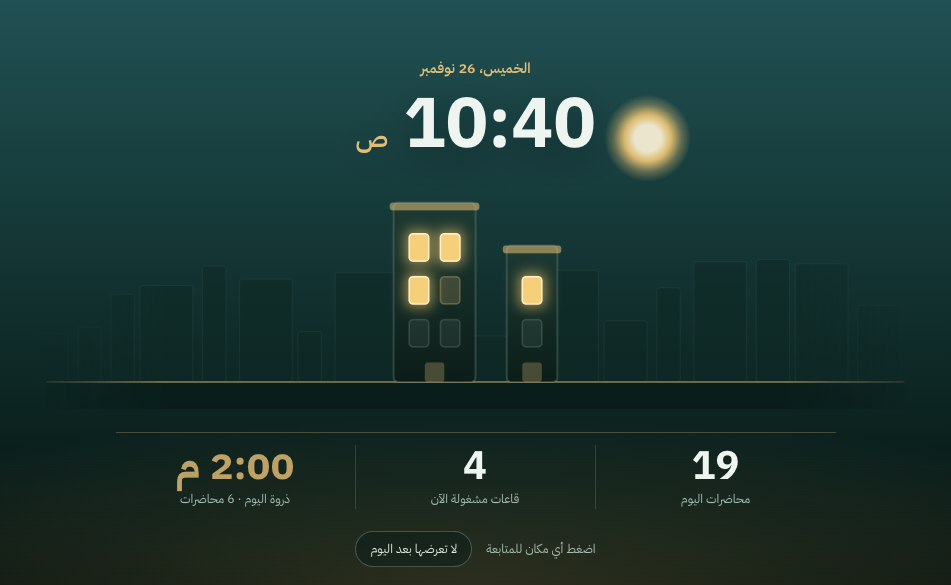 الخميس، 26 نوفمبر
10:40 ص
19
محاضرات اليوم
4
قاعات مشغولة الآن
2:00 م
ذروة اليوم · 6 محاضرات
اضغط أي مكان للمتابعة
لا تعرضها بعد اليوم